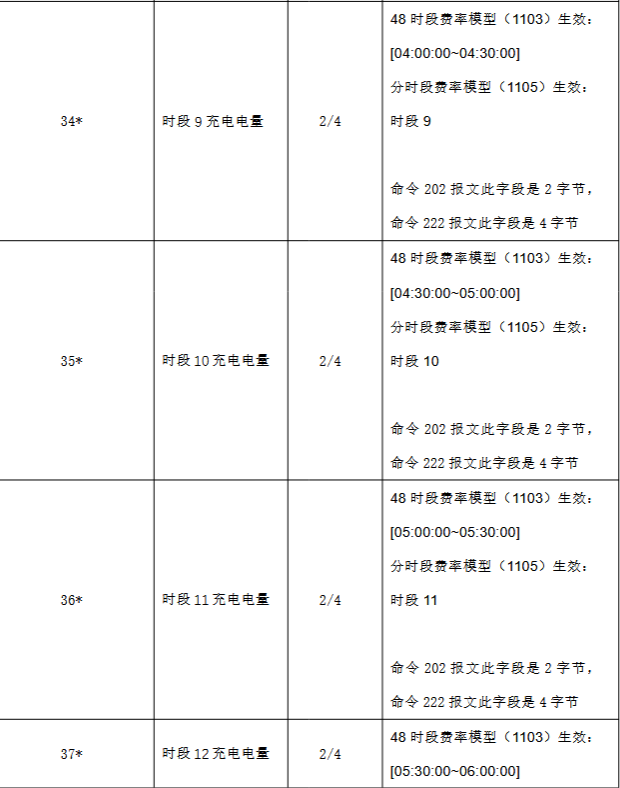 48 时段费率模型（1103）生效：
[04:00:00~04:30:00]
分时段费率模型（1105）生效：
34*
时段 9 充电电量
2/4
时段 9
命令 202 报文此字段是 2 字节，
命令 222 报文此字段是 4 字节
48 时段费率模型（1103）生效：
[04:30:00~05:00:00]
分时段费率模型（1105）生效：
35*
时段 10 充电电量
2/4
时段 10
命令 202 报文此字段是 2 字节，
命令 222 报文此字段是 4 字节
48 时段费率模型（1103）生效：
[05:00:00~05:30:00]
分时段费率模型（1105）生效：
36*
时段 11 充电电量
2/4
时段 11
命令 202 报文此字段是 2 字节，
命令 222 报文此字段是 4 字节
37*
时段 12 充电电量
2/4
48 时段费率模型（1103）生效：
[05:30:00~06:00:00]